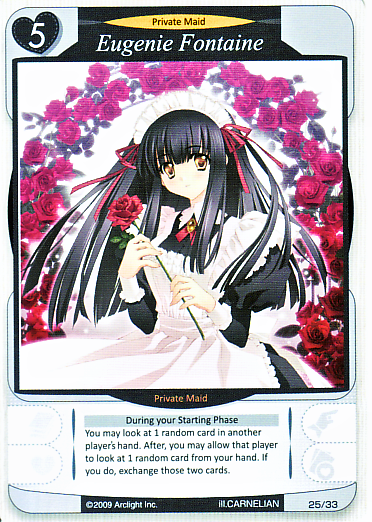 Private Maid
5
Eugenie Fontaine
Private Maid
During your Starting Phase
You may look at 1 random card in another
player's hand. After, you may allow that player
to look at 1 random card from your hand. If
you do, exchange those two cards.
©2009 Arclight Inc.
ill.CARNELIAN
25/33